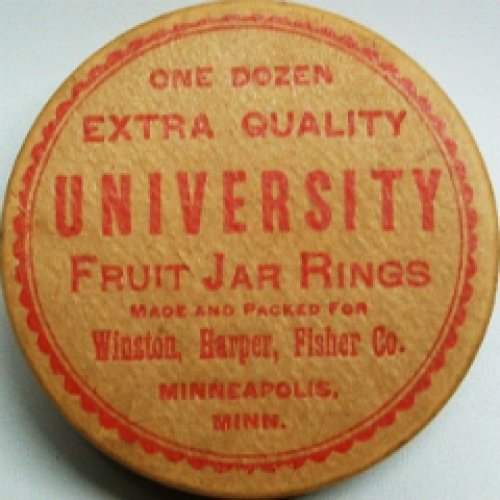 ONE DOZEN
EXTRA QUALITY
UNIVERSITY
FRUIT JAR RINGS
MADE AND PACKED FOR
Winston, Harper, Fisher Co.
MINNEAPOLIS,
MINN.